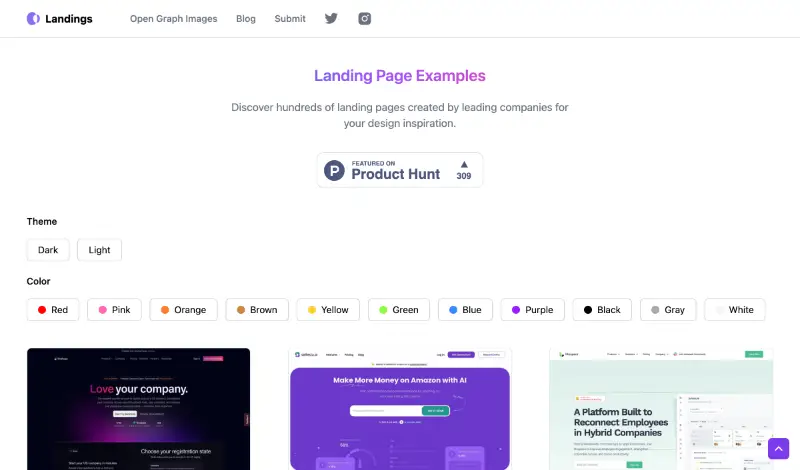 Landings
Open Graph Images
Blog
Submit
Landing Page Examples
Discover hundreds of landing pages created by leading companies for
your design inspiration.
FEATURED ON
P
Product Hunt
309
Theme
Dark
Light
Color
Red
Pink
Orange
Brown
Yellow
Green
Blue
Purple
Black
Gray
White
Love your company.
Choose your registration state
Make More Money on Amazon with AI
A Platform Built to
Reconnect Employees
in Hybrid Companies